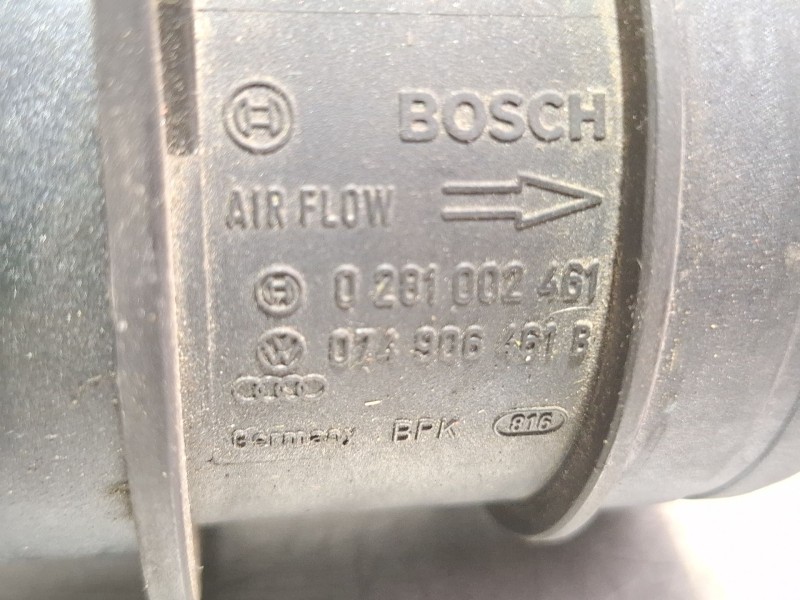 BOSCH
AIR FLOW
0 281 002 461
074 906 461 B
Germany BPK 816